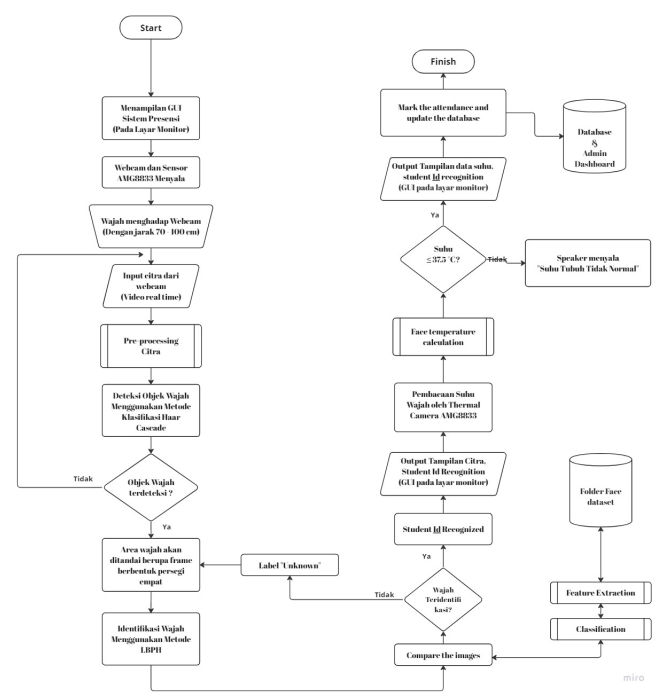 Start
Menampilan GUI
Sistem Presensi
(Pada Layar Monitor)
Webcam dan Sensor
AMG8833 Menyala
Wajah menghadap Webcam
(Dengan jarak 70 - 100 cm)
Input citra dari
webcam
(Video real time)
Pre-processing
Citra
Deteksi Objek Wajah
Menggunakan Metode
Klasifikasi Haar
Cascade
Objek Wajah
terdeteksi ?
Tidak
Ya
Area wajah akan
ditandai berupa frame
berbentuk persegi
empat
Identifikasi Wajah
Menggunakan Metode
LBPH
Label "Unknown"
Compare the images
Wajah
Teridentifi
kasi?
Tidak
Ya
Student Id Recognized
Output Tampilan Citra,
Student Id Recognition
(GUI pada layar monitor)
Pembacaan Suhu
Wajah oleh Thermal
Camera AMG8833
Face temperature
calculation
Suhu
≤ 37.5 °C?
Tidak
Ya
Speaker menyala
"Suhu Tubuh Tidak Normal"
Output Tampilan data suhu,
student Id recognition
(GUI pada layar monitor)
Mark the attendance and
update the database
Finish
Database
&
Admin
Dashboard
Folder Face
dataset
Feature Extraction
Classification
miro